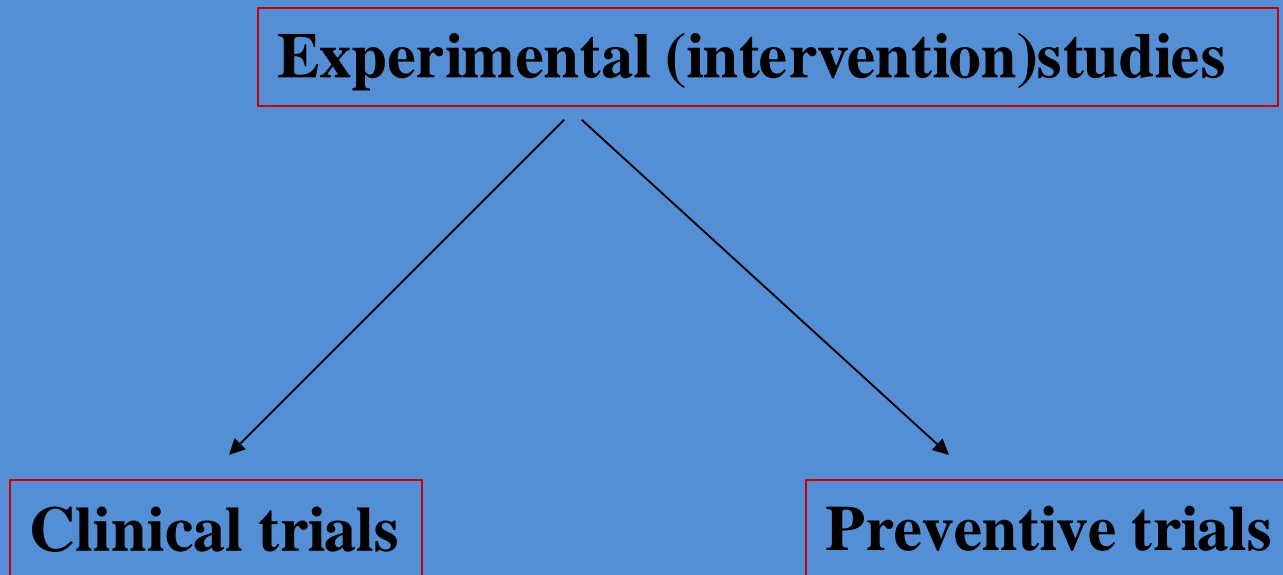 Experimental (intervention)studies
Clinical trials
Preventive trials